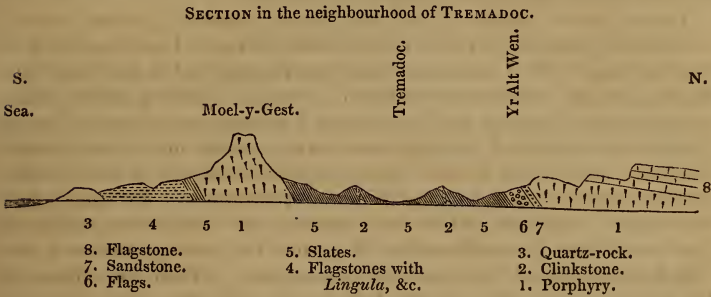 SECTION in the neighbourhood of TREMADOC.
S.
N.
Sea.
Moel-y-Gest.
Tremadoc.
Yr Alt Wen.
8
3 4 5 1 5 2 5 2 5 6 7 1
8. Flagstone.
7. Sandstone.
6. Flags.
5. Slates.
4. Flagstones with
Lingula, &c.
3. Quartz-rock.
2. Clinkstone.
1. Porphyry.